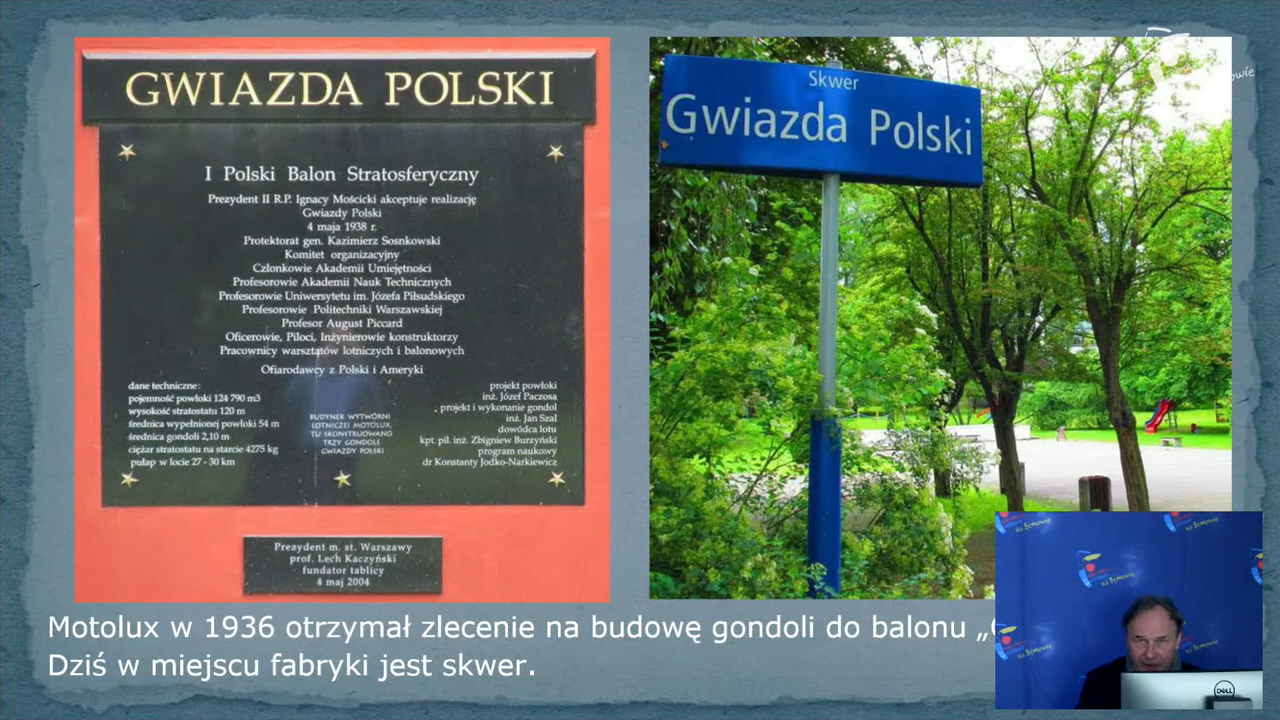 GWIAZDA POLSKI
I Polski Balon Stratosferyczny
Prezydent II R.P. Ignacy Mościcki akceptuje realizację
Gwiazdy Polski
4 maja 1938 r.
Protektorat gen. Kazimierz Sosnkowski
Komitet organizacyjny
Członkowie Akademii Umiejętności
Profesorowie Akademii Nauk Technicznych
Profesorowie Uniwersytetu im. Józefa Piłsudskiego
Profesorowie Politechniki Warszawskiej
Profesor August Piccard
Oficerowie, Piloci, Inżynierowie konstruktorzy
Pracownicy warsztatów lotniczych i balonowych
Ofiarodawcy z Polski i Ameryki
dane techniczne:
pojemność powłoki 124 790 m3
wysokość stratostatu 120 m
średnica wypełnionej powłoki 54 m
średnica gondoli 2,10 m
ciężar stratostatu na starcie 4275 kg
pułap w locie 27 - 30 km
BUDYNEK WYTWÓRNI
LOTNICZEJ MOTOLUX,
TU SKONSTRUOWANO
TRZY GONDOLE
GWIAZDY POLSKI
projekt powłoki
inż. Józef Paczosa
projekt i wykonanie gondol
inż. Jan Szal
dowódca lotu
kpt. pil. inż. Zbigniew Burzyński
program naukowy
dr Konstanty Jodko-Narkiewicz
Prezydent m. st. Warszawy
prof. Lech Kaczyński
fundator tablicy
4 maj 2004
Skwer
Gwiazda Polski
Motolux w 1936 otrzymał zlecenie na budowę gondoli do balonu „
Dziś w miejscu fabryki jest skwer.
na Bemowie
DELL